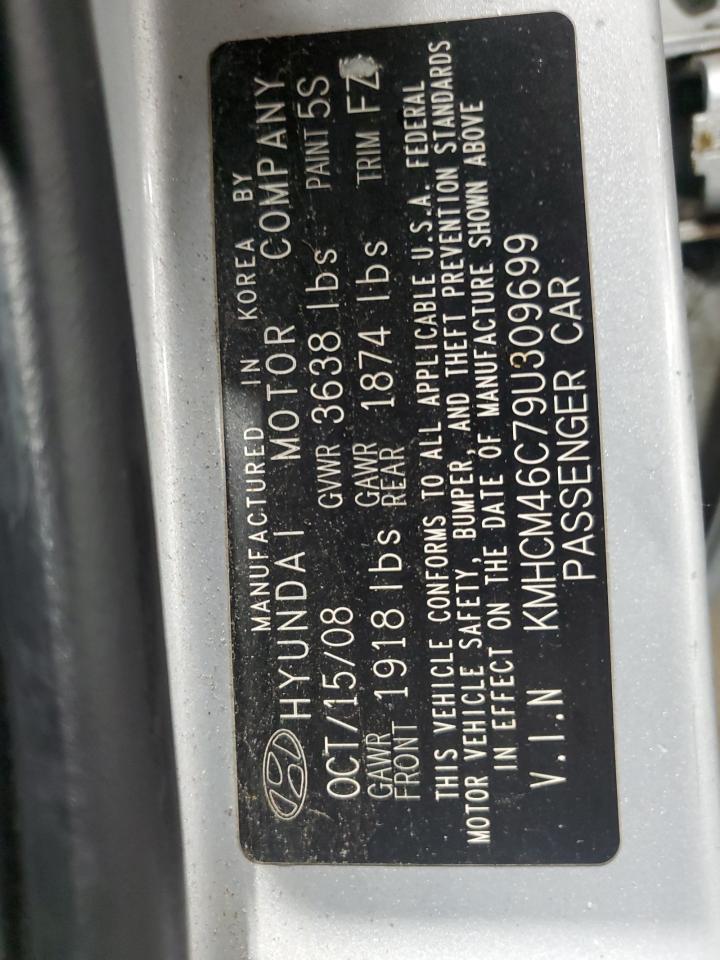 MANUFACTURED IN KOREA BY
HYUNDAI MOTOR COMPANY
OCT/15/08 GVWR 3638 lbs PAINT 5S
GAWR FRONT 1918 lbs GAWR REAR 1874 lbs TRIM
THIS VEHICLE CONFORMS TO ALL APPLICABLE U.S.A. FEDERAL
MOTOR VEHICLE SAFETY, BUMPER, AND THEFT PREVENTION STANDARDS
IN EFFECT ON THE DATE OF MANUFACTURE SHOWN ABOVE
V.I.N KMHCM46C79U309699
PASSENGER CAR